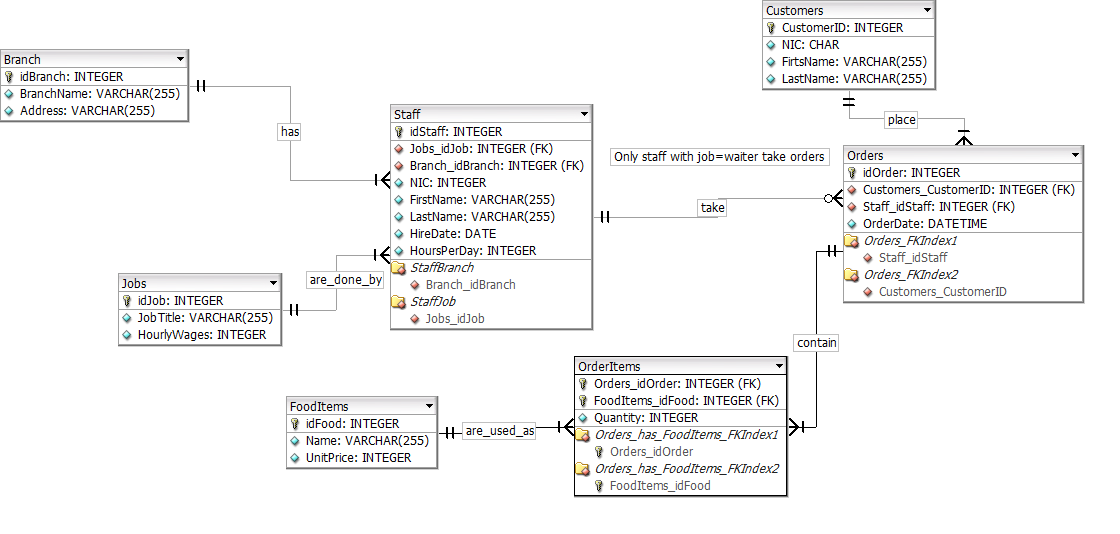 Customers
CustomerID: INTEGER
NIC: CHAR
FirtsName: VARCHAR(255)
LastName: VARCHAR(255)
Branch
idBranch: INTEGER
BranchName: VARCHAR(255)
Address: VARCHAR(255)
has
place
Staff
idStaff: INTEGER
Jobs_idJob: INTEGER (FK)
Branch_idBranch: INTEGER (FK)
NIC: INTEGER
FirstName: VARCHAR(255)
LastName: VARCHAR(255)
HireDate: DATE
HoursPerDay: INTEGER
StaffBranch
Branch_idBranch
StaffJob
Jobs_idJob
Only staff with job=waiter take orders
take
Orders
idOrder: INTEGER
Customers_CustomerID: INTEGER (FK)
Staff_idStaff: INTEGER (FK)
OrderDate: DATETIME
Orders_FKIndex1
Staff_idStaff
Orders_FKIndex2
Customers_CustomerID
are_done_by
Jobs
idJob: INTEGER
JobTitle: VARCHAR(255)
HourlyWages: INTEGER
contain
OrderItems
Orders_idOrder: INTEGER (FK)
FoodItems_idFood: INTEGER (FK)
Quantity: INTEGER
Orders_has_FoodItems_FKIndex1
Orders_idOrder
Orders_has_FoodItems_FKIndex2
FoodItems_idFood
FoodItems
idFood: INTEGER
Name: VARCHAR(255)
UnitPrice: INTEGER
are_used_as